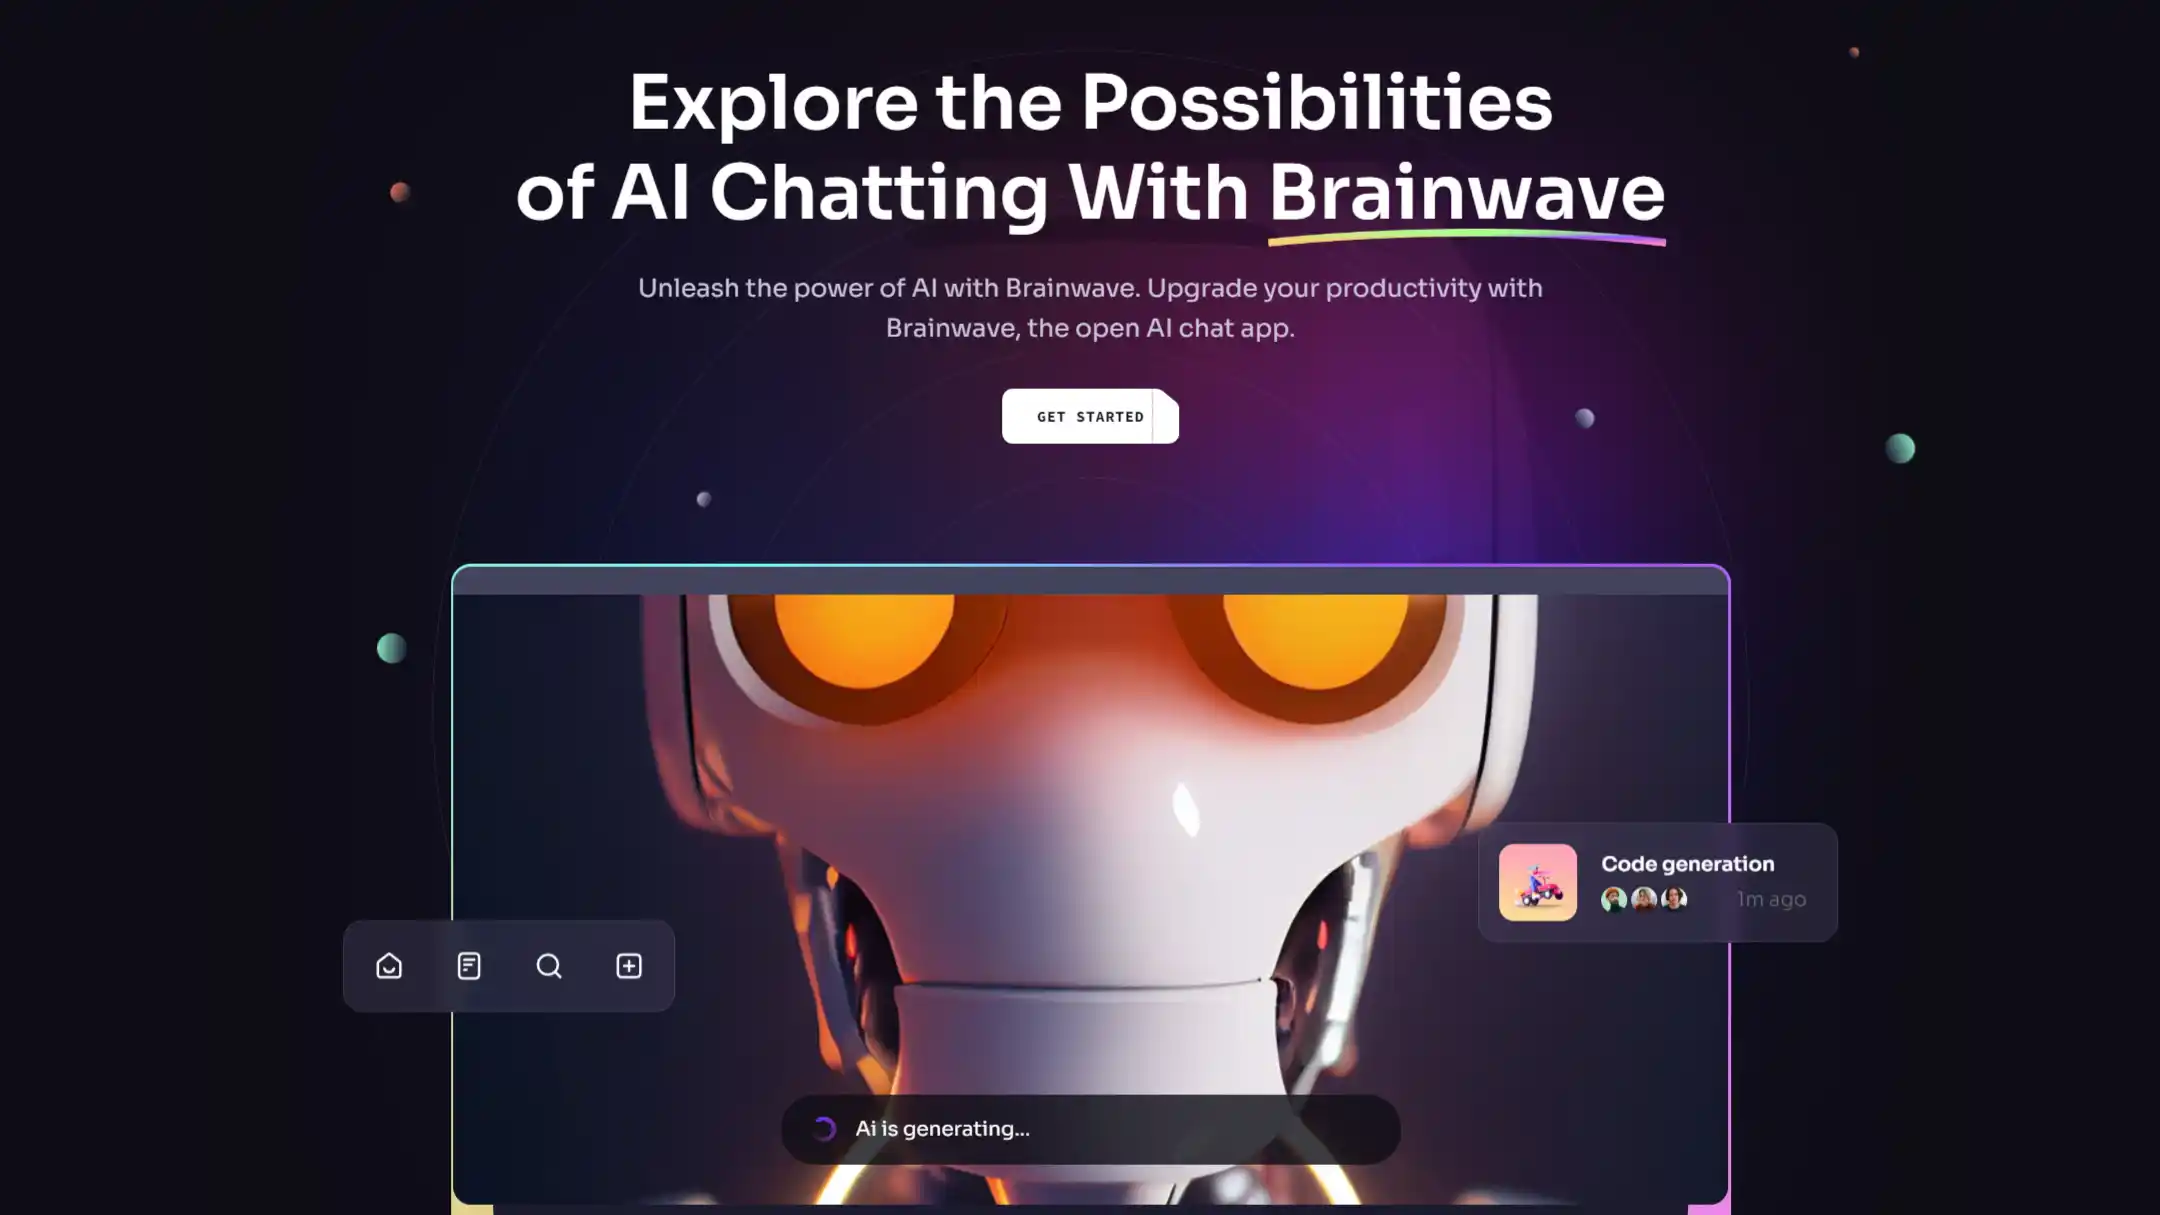 Explore the Possibilities
of AI Chatting With Brainwave
Unleash the power of AI with Brainwave. Upgrade your productivity with
Brainwave, the open AI chat app.
GET STARTED
Code generation
1m ago
Ai is generating...